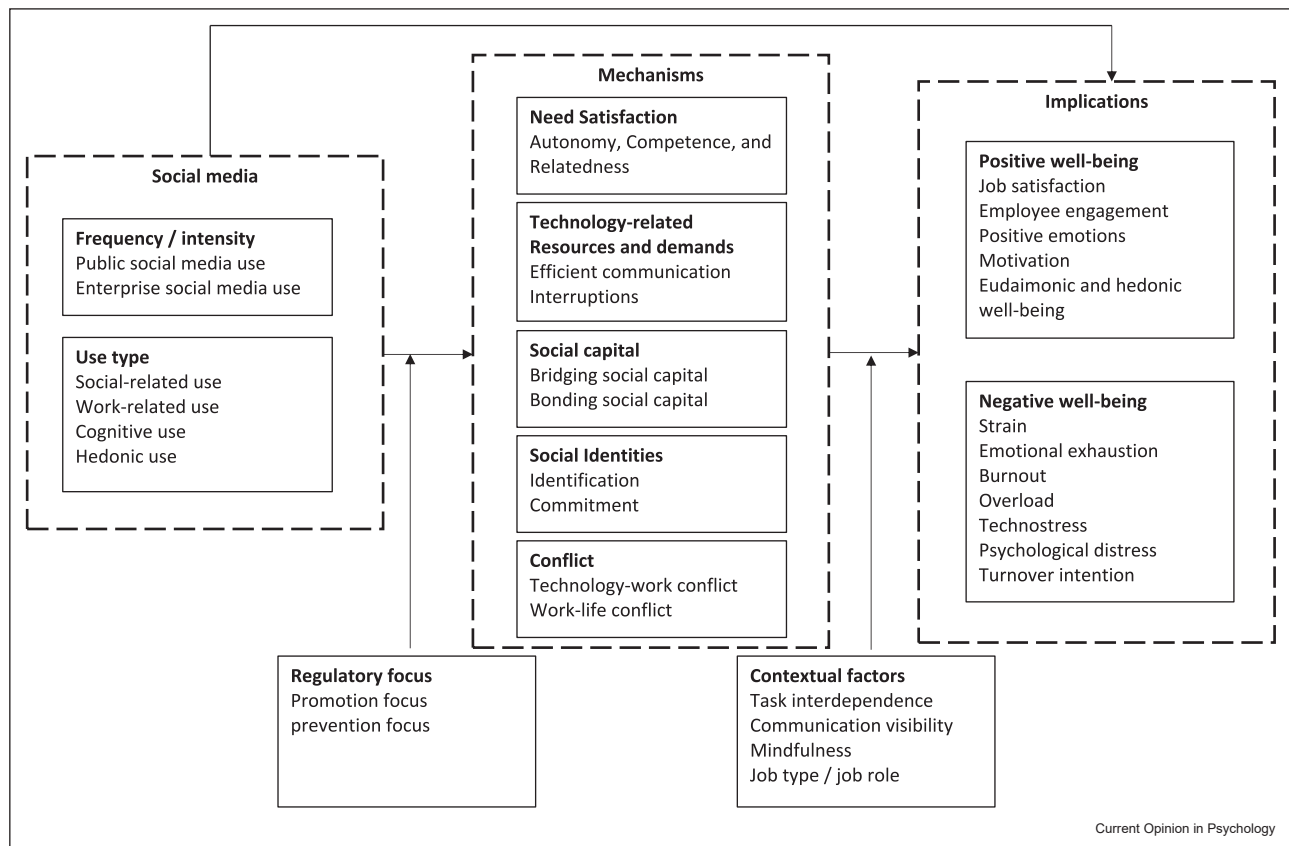 Social media
Frequency / intensity
Public social media use
Enterprise social media use
Use type
Social-related use
Work-related use
Cognitive use
Hedonic use
Mechanisms
Need Satisfaction
Autonomy, Competence, and
Relatedness
Technology-related
Resources and demands
Efficient communication
Interruptions
Social capital
Bridging social capital
Bonding social capital
Social Identities
Identification
Commitment
Conflict
Technology-work conflict
Work-life conflict
Implications
Positive well-being
Job satisfaction
Employee engagement
Positive emotions
Motivation
Eudaimonic and hedonic
well-being
Negative well-being
Strain
Emotional exhaustion
Burnout
Overload
Technostress
Psychological distress
Turnover intention
Regulatory focus
Promotion focus
prevention focus
Contextual factors
Task interdependence
Communication visibility
Mindfulness
Job type / job role
Current Opinion in Psychology